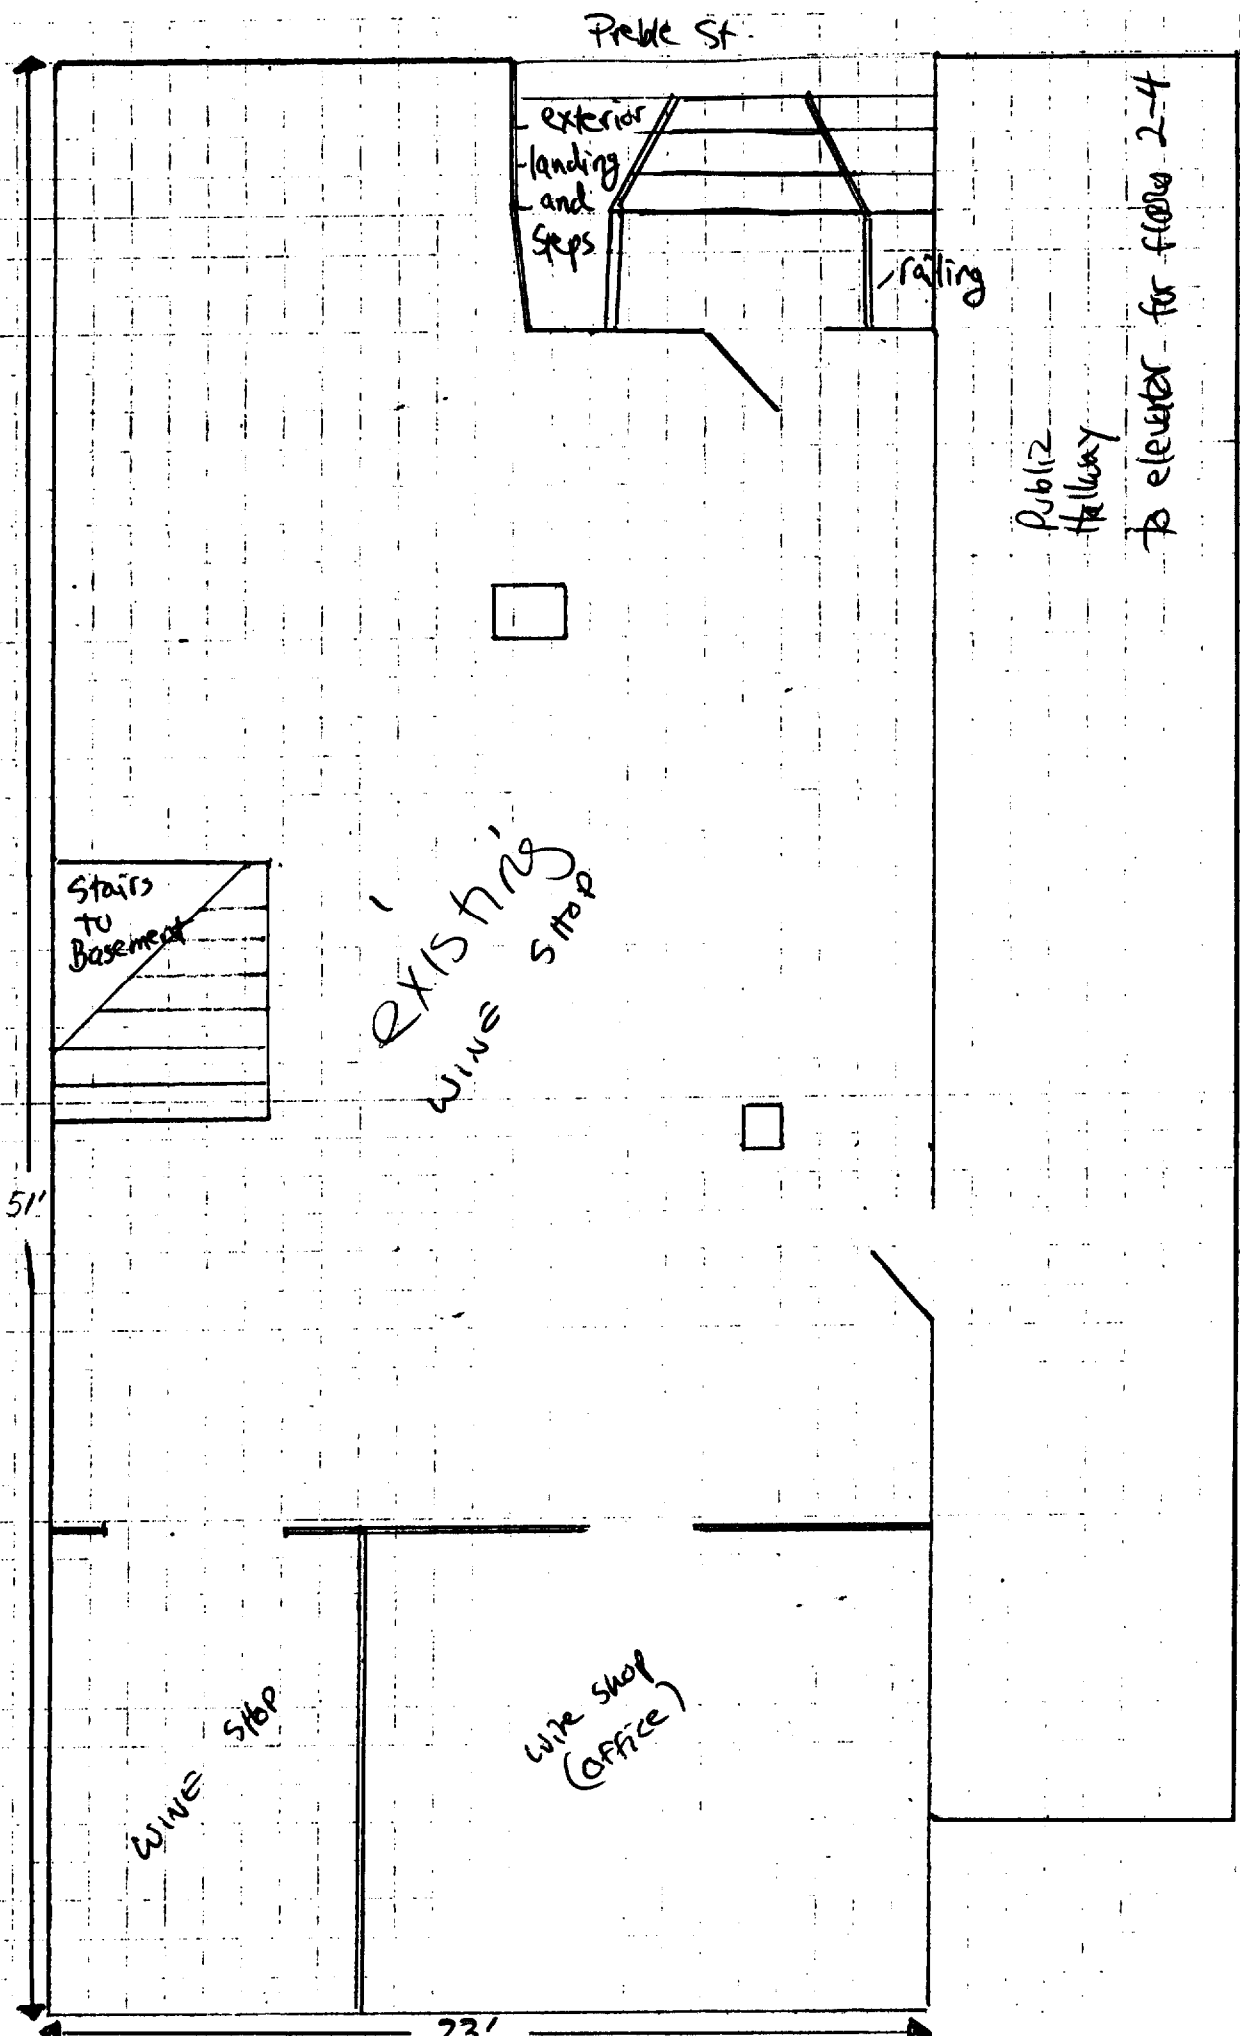 Preble St.
exterior
landing
and
steps
railing
Public
Hallway
to elevator for floors 2-4
Stairs
TO
Basement
existing
WINE SHOP
51'
WINE SHOP
wine shop
(office)
23'